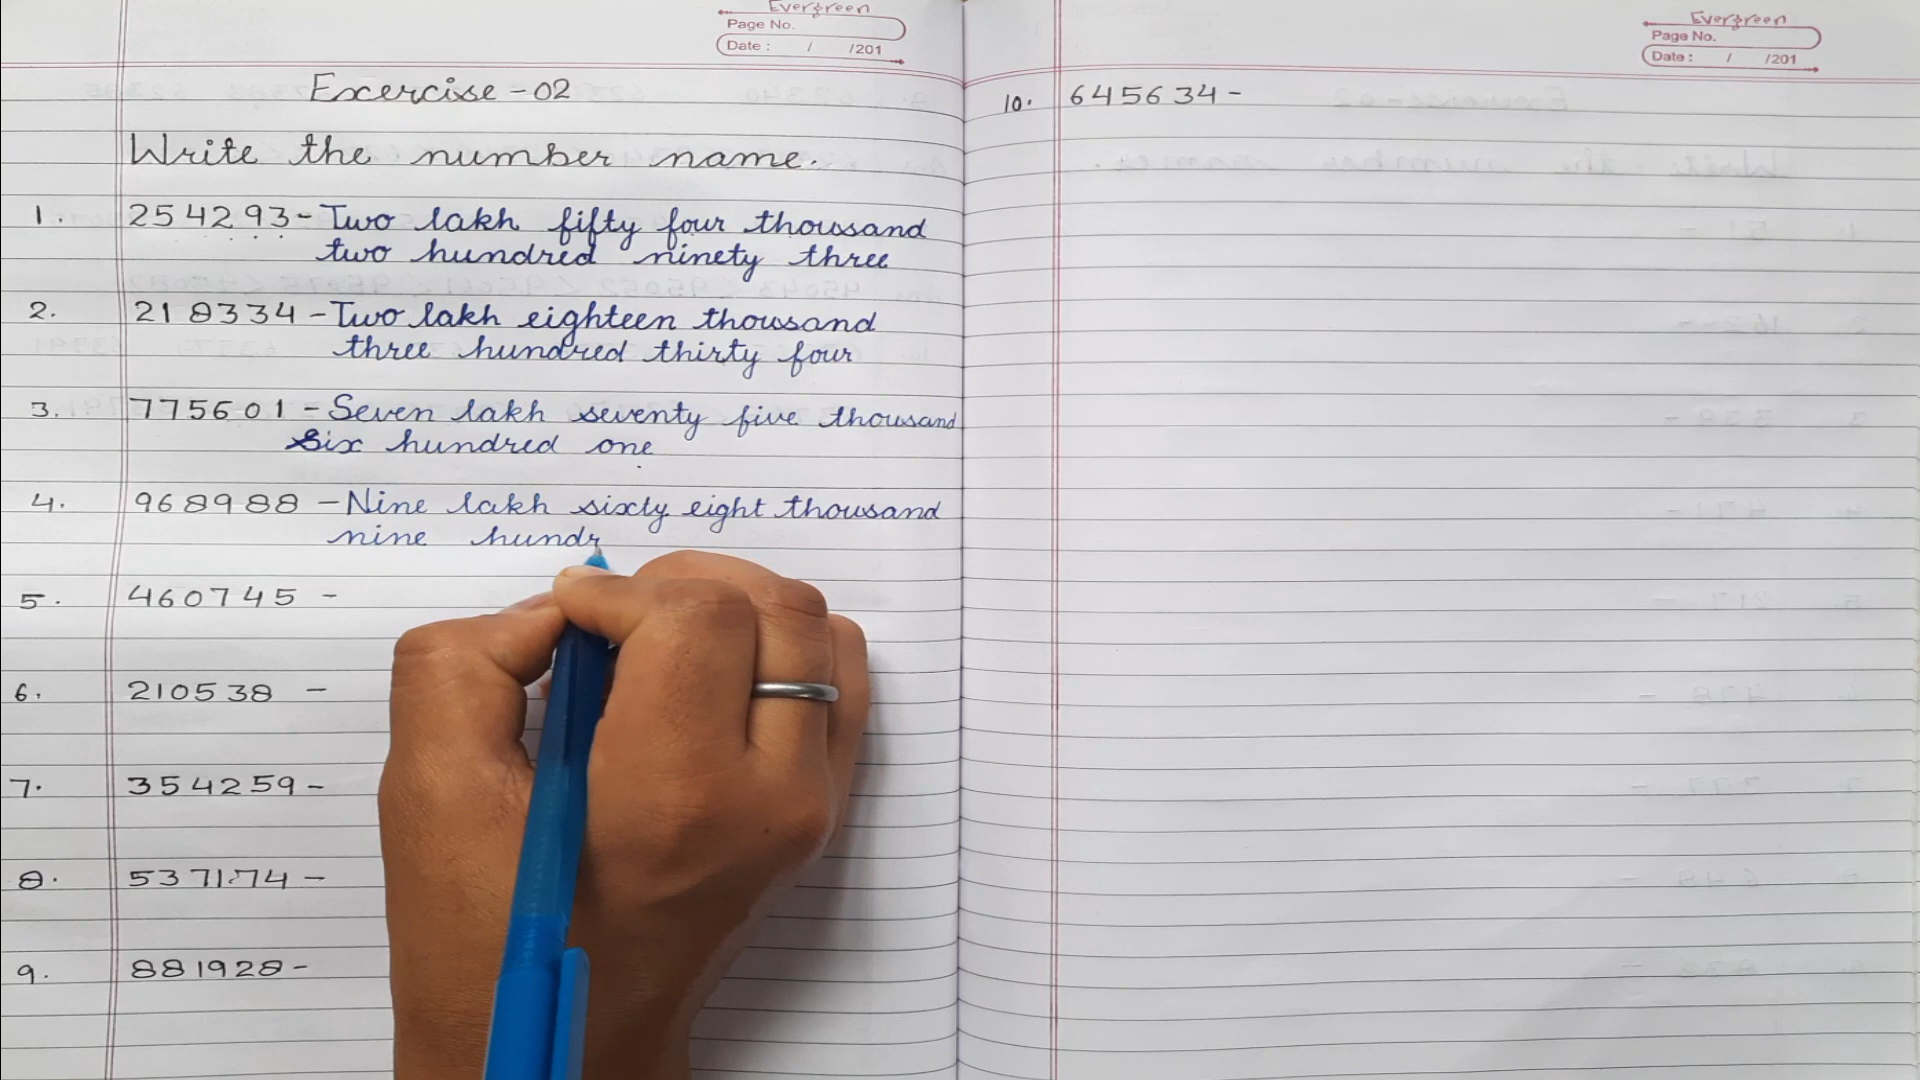 Evergreen
Page No.
Date : / /201
Exercise - 02
Write the number name.
1. 254293 - Two lakh fifty four thousand
two hundred ninety three
2. 218334 - Two lakh eighteen thousand
three hundred thirty four
3. 775601 - Seven lakh seventy five thousand
Six hundred one
4. 968988 - Nine lakh sixty eight thousand
nine hundr
5. 460745 -
6. 210538 -
7. 354259 -
8. 537174 -
9. 881928 -
Evergreen
Page No.
Date : / /201
10. 645634 -